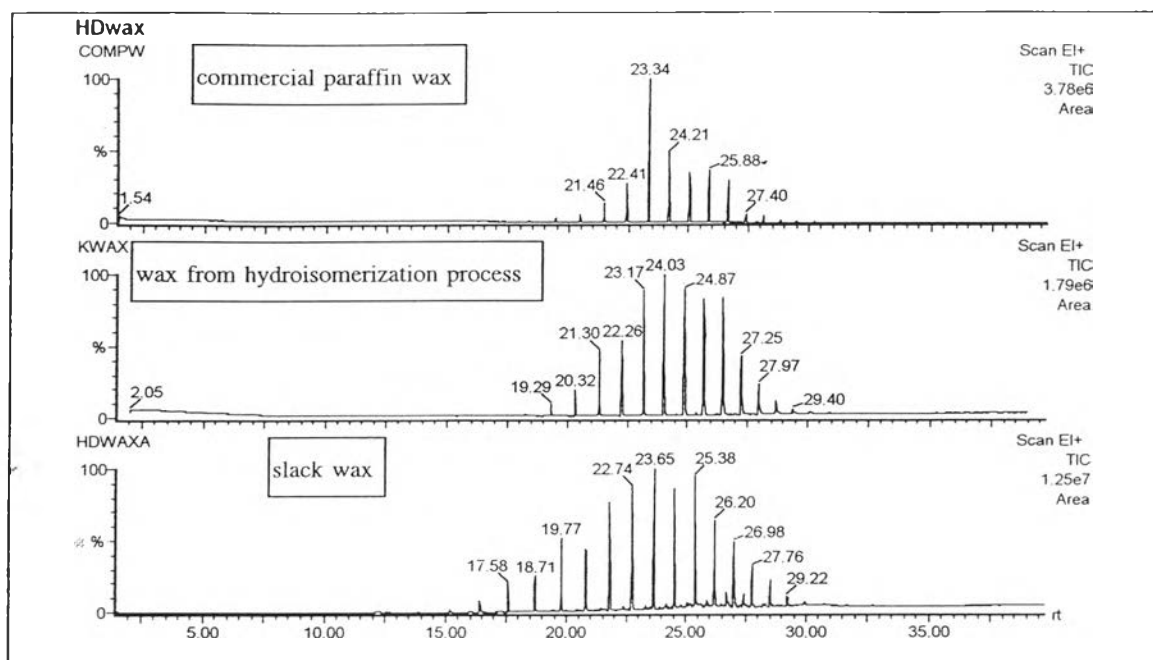 HDwax
COMPW
commercial paraffin wax
Scan EI+
TIC
3.78e6
Area
100
%
0
1.54
21.46
22.41
23.34
24.21
25.88
27.40
KWAX
wax from hydroisomerization process
Scan EI+
TIC
1.79e6
Area
100
%
0
2.05
19.29
20.32
21.30
22.26
23.17
24.03
24.87
27.25
27.97
29.40
HDWAXA
slack wax
Scan EI+
TIC
1.25e7
Area
100
%
0
17.58
18.71
19.77
22.74
23.65
25.38
26.20
26.98
27.76
29.22
rt
5.00 10.00 15.00 20.00 25.00 30.00 35.00